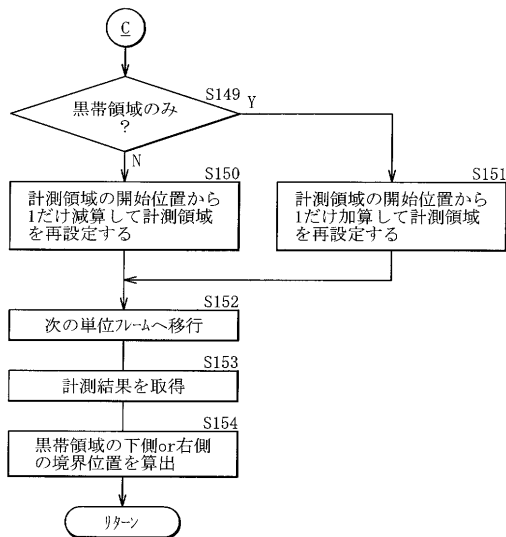 C
S149
黒帯領域のみ
?
Y
N
S150
計測領域の開始位置から
1だけ減算して計測領域
を再設定する
S151
計測領域の開始位置から
1だけ加算して計測領域
を再設定する
S152
次の単位フレームへ移行
S153
計測結果を取得
S154
黒帯領域の下側or右側
の境界位置を算出
リターン